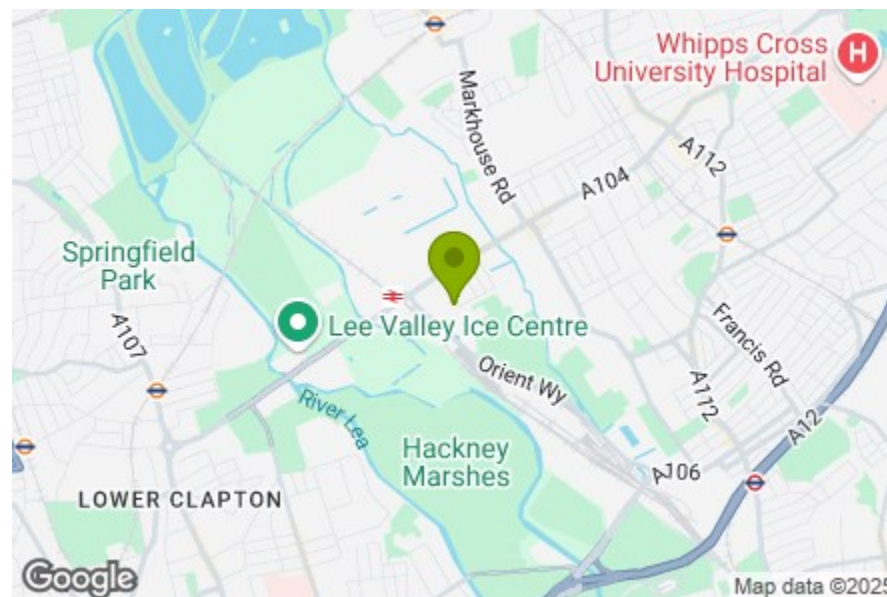 Whipps Cross
University Hospital
H
Markhouse Rd
A112
A104
Springfield
Park
Lee Valley Ice Centre
A107
Francis Rd
Orient Wy
River Lea
A112
A12
Hackney
Marshes
A106
LOWER CLAPTON
Google
Map data ©2025